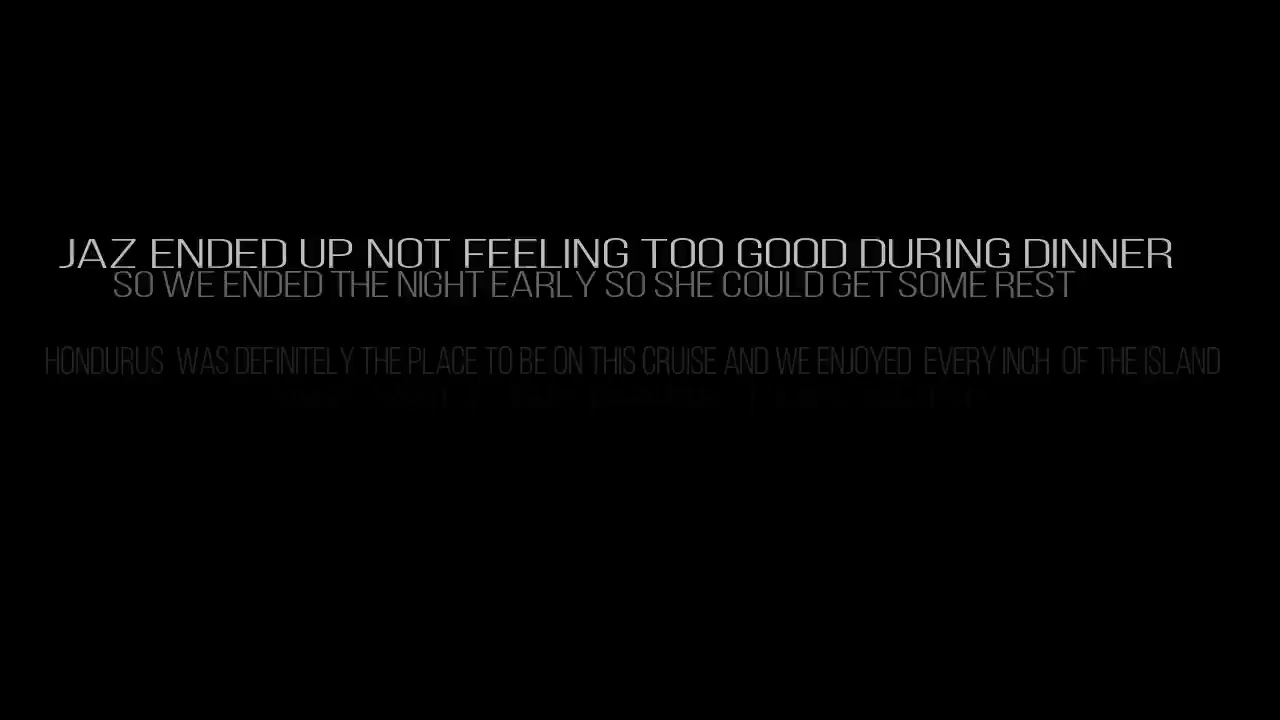 JAZ ENDED UP NOT FEELING TOO GOOD DURING DINNER
SO WE ENDED THE NIGHT EARLY SO SHE COULD GET SOME REST
HONDURUS WAS DEFINITELY THE PLACE TO BE ON THIS CRUISE AND WE ENJOYED EVERY INCH OF THE ISLAND